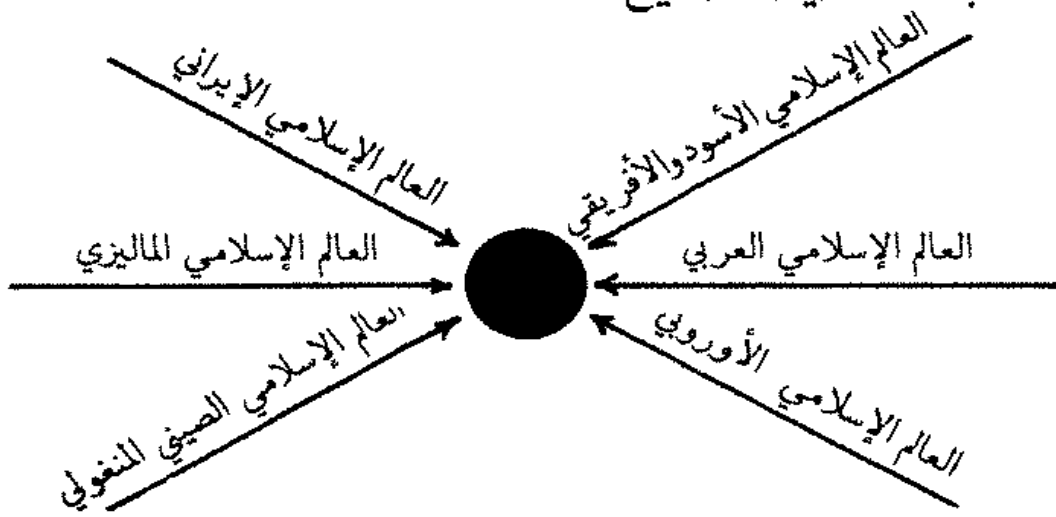 العالم الإسلامي الأسود والأفريقي
العالم الإسلامي الإيراني
العالم الإسلامي العربي
العالم الإسلامي الماليزي
العالم الإسلامي الأوروبي
العالم الإسلامي الصيني المنغولي